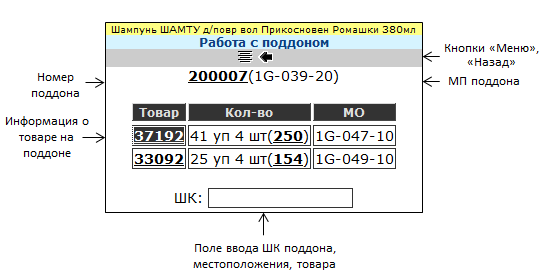 Шампунь ШАМТУ д/повр вол Прикосновен Ромашки 380мл
Работа с поддоном
Кнопки «Меню»,
«Назад»
Номер
поддона
200007(1G-039-20)
МП поддона
Информация о
товаре на
поддоне
Товар Кол-во МО
37192 41 уп 4 шт(250) 1G-047-10
33092 25 уп 4 шт(154) 1G-049-10
ШК:
Поле ввода ШК поддона,
местоположения, товара